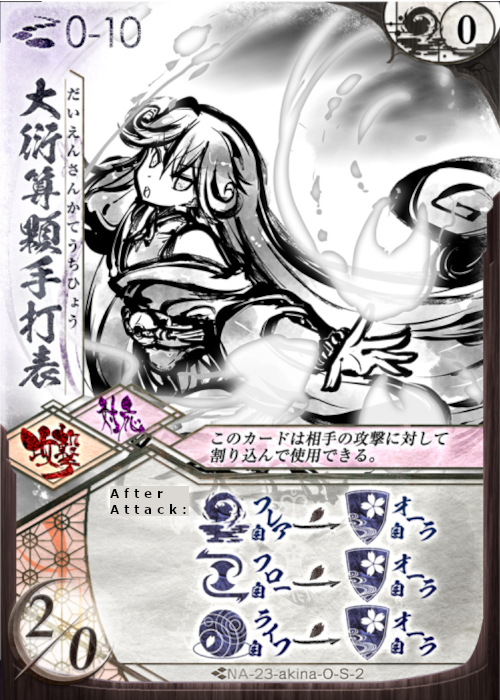 0-10
0
大衍算顆手打表
だいえんさんかてうちひょう
攻撃
対応
このカードは相手の攻撃に対して
割り込んで使用できる。
After
Attack:
自フレア
自オーラ
自フロー
自オーラ
自ライフ
自オーラ
2/0
NA-23-akina-O-S-2